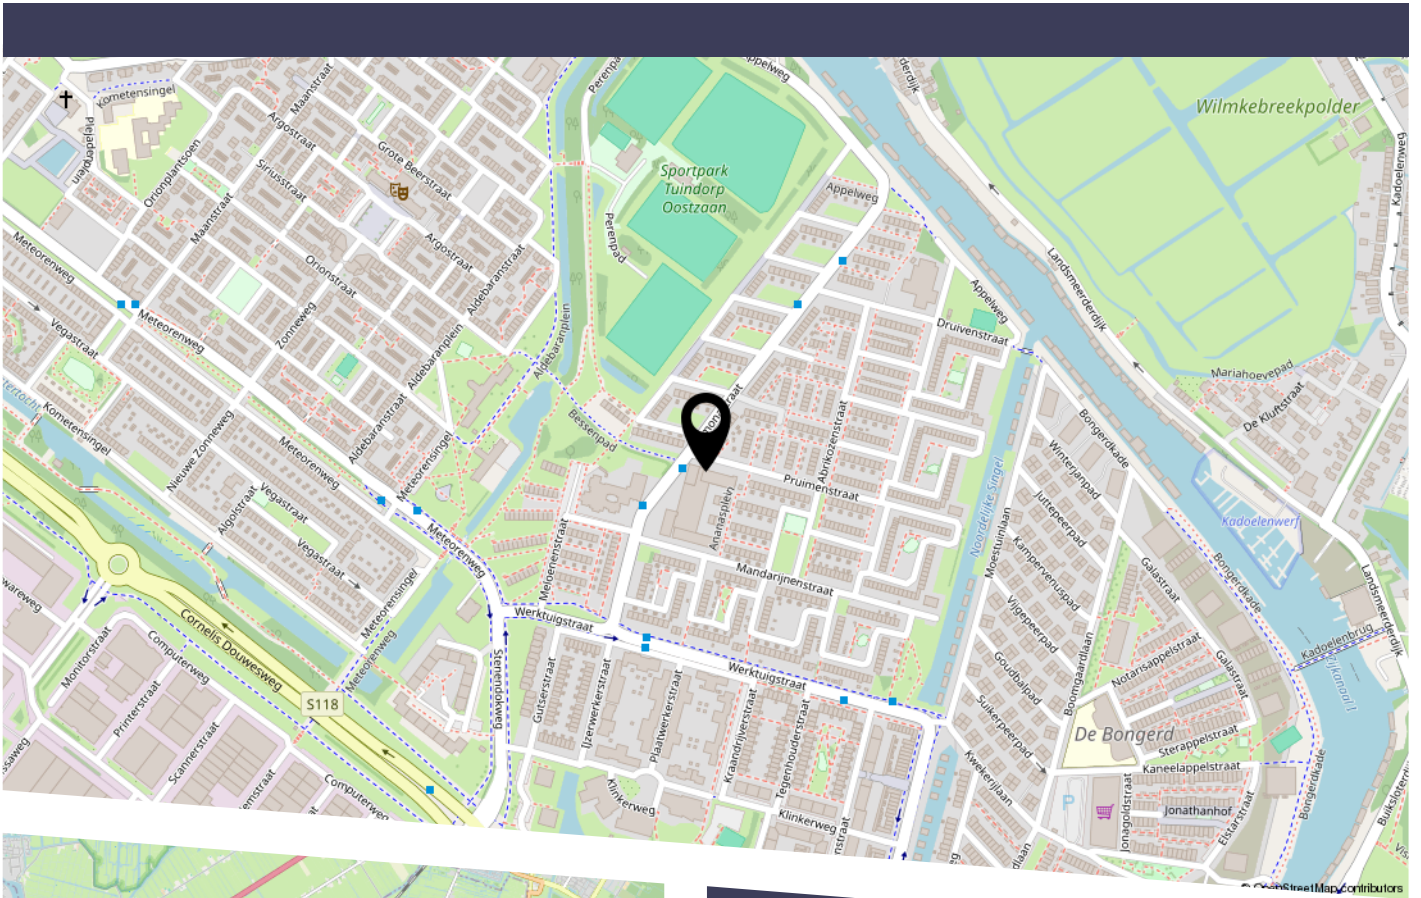 Kometensingel
Plejadenplein
Orionplantsoen
Maanstraat
Argostraat
Siriusstraat
Grote Beerstraat
Maanstraat
Argostraat
Orionstraat
Aldebaranstraat
Zonneweg
Meteorenweg
Meteorenweg
Vegastraat
Kometensingel
Aldebaranplein
Aldebaranplein
Aldebaranstraat
Meteorensingel
Nieuwe Zonneweg
Meteorenweg
Algolstraat
Vegastraat
Vegastraat
Meteorenweg
Meteorensingel
Meteorenweg
Perenpad
Appelweg
Sportpark
Tuindorp
Oostzaan
Appelweg
Landsmeerderdijk
Wilmkebreekpolder
Kadoelenweg
Appelweg
Druivenstraat
Mariahoevepad
De Kluftstraat
Bessenpad
Abrikozenstraat
Pruimenstraat
Ananasplein
Meloenenstraat
Mandarijnenstraat
Noordelijke Singel
Moestuinlaan
Winterjanpad
Juttepeerpad
Kampervenuspad
Vijgepeerpad
Goudbalpad
Suikerpeerpad
Bongerdkade
Kadoelenwerf
Bongerdkade
Galastraat
Galastraat
Landsmeerderdijk
Kadoelenbrug
Zijkanaal I
Notarisappelstraat
Boomgaardlaan
De Bongerd
Sterappelstraat
Kaneelappelstraat
Jonathanhof
Jonagoldstraat
Elstarstraat
Bongerdkade
Kwekerijlaan
P
Werktuigstraat
Werktuigstraat
Stenendokweg
Gutserstraat
IJzerwerkerstraat
Plaatwerkerstraat
Kraandrijverstraat
Tegenhouderstraat
Klinkerweg
Klinkerweg
Cornelis Douwesweg
S118
Monitorstraat
Computerweg
Printerstraat
Scannerstraat
Computerweg
OpenStreetMap contributors